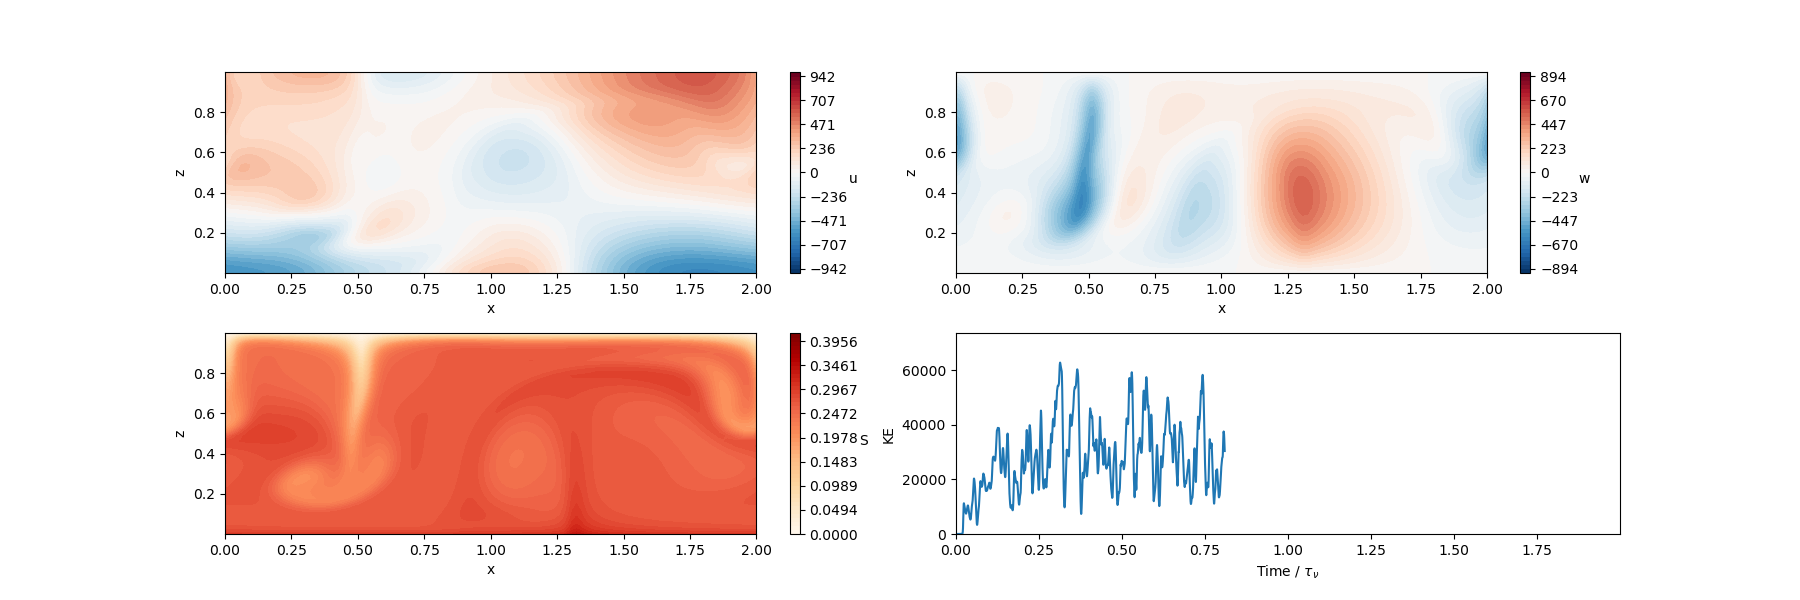 0.8
0.6
0.4
0.2
z
0.00 0.25 0.50 0.75 1.00 1.25 1.50 1.75 2.00
x
942
707
471
236
0
−236
−471
−707
−942
u
0.8
0.6
0.4
0.2
z
0.00 0.25 0.50 0.75 1.00 1.25 1.50 1.75 2.00
x
894
670
447
223
0
−223
−447
−670
−894
w
0.8
0.6
0.4
0.2
z
0.00 0.25 0.50 0.75 1.00 1.25 1.50 1.75 2.00
x
0.3956
0.3461
0.2967
0.2472
0.1978
0.1483
0.0989
0.0494
0.0000
S
60000
40000
20000
0
KE
0.00 0.25 0.50 0.75 1.00 1.25 1.50 1.75
Time / τν